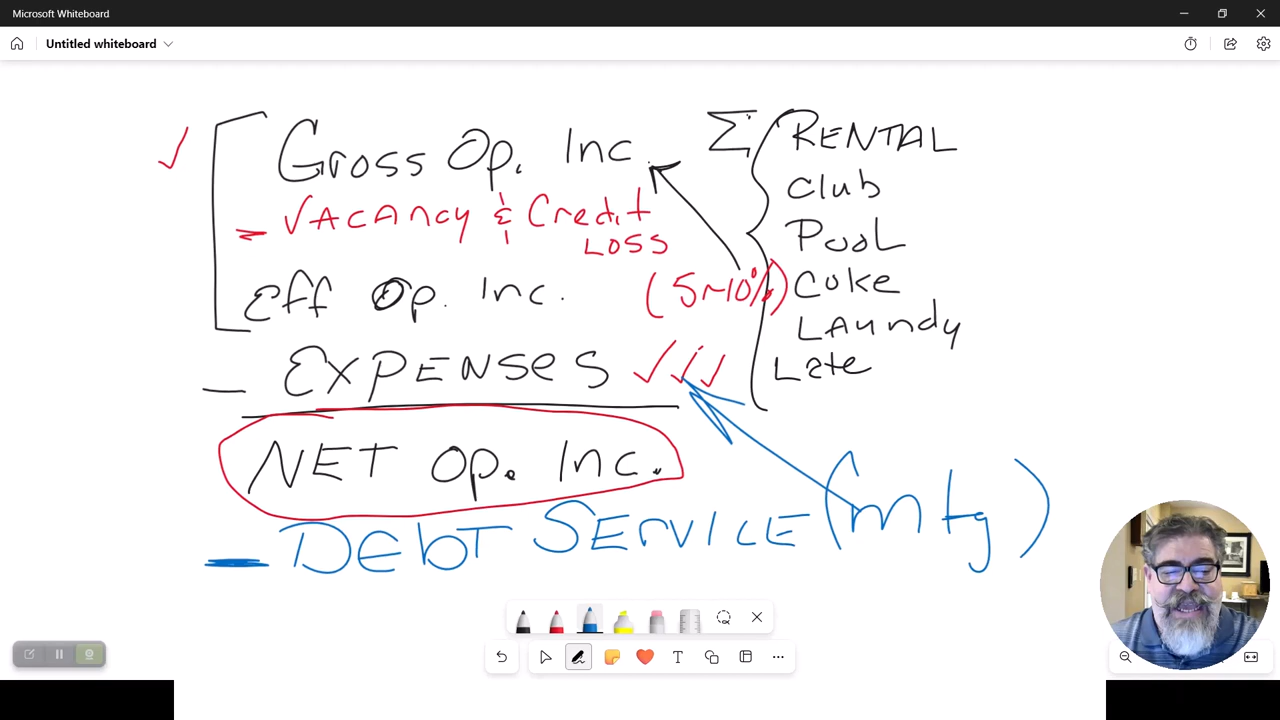 Microsoft Whiteboard
Untitled whiteboard
Gross Op. Inc.
- Vacancy & Credit
Loss
Eff Op. Inc.
(5~10%)
- Expenses
NET Op. Inc.
- Debt Service (mtg)
Σ
RENTAL
Club
Pool
Coke
Laundy
Late
T